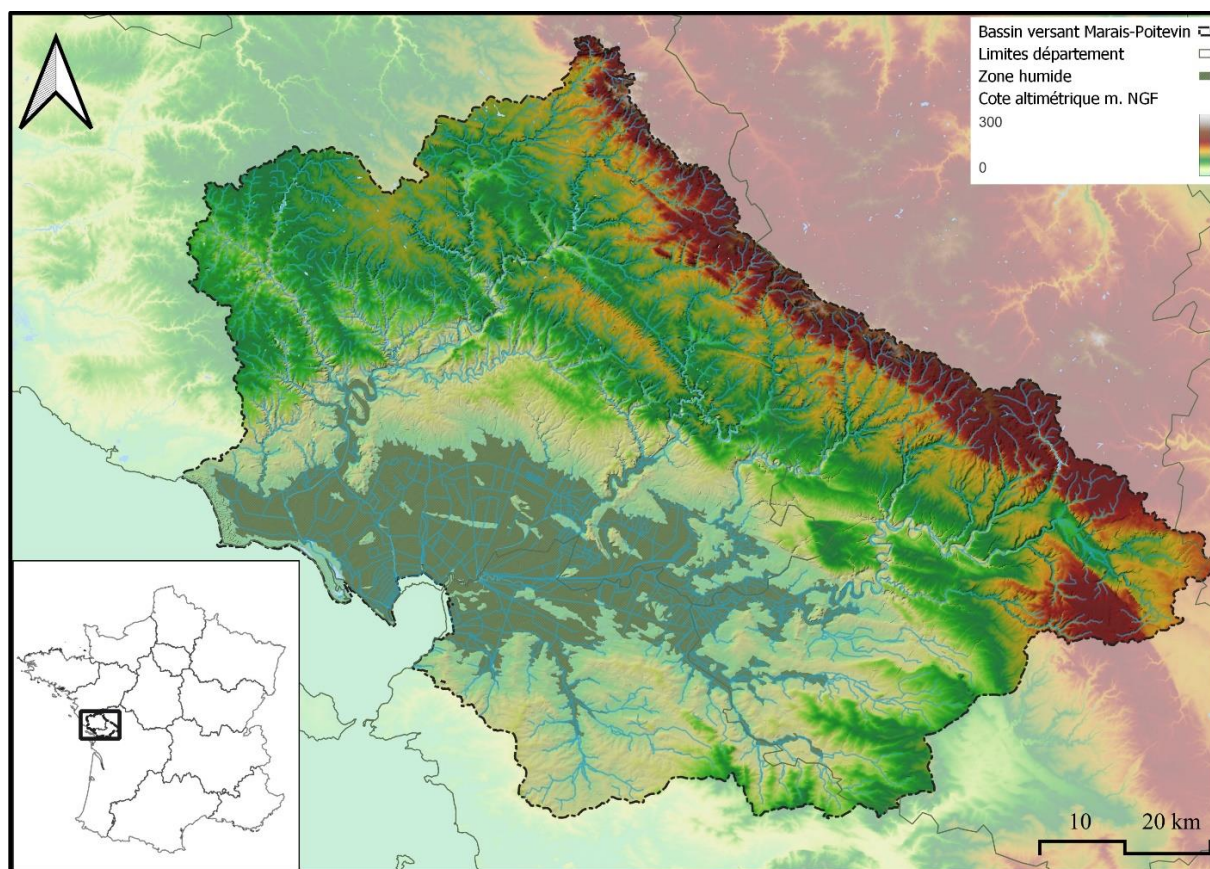 Bassin versant Marais-Poitevin
Limites département
Zone humide
Cote altimétrique m. NGF
300
0
10 20 km